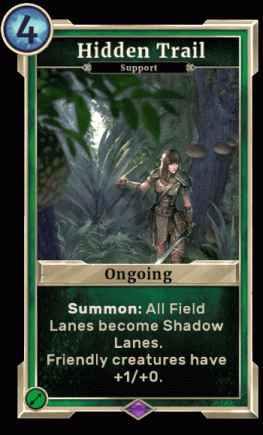 4
Hidden Trail
Support
Ongoing
Summon: All Field
Lanes become Shadow
Lanes.
Friendly creatures have
+1/+0.